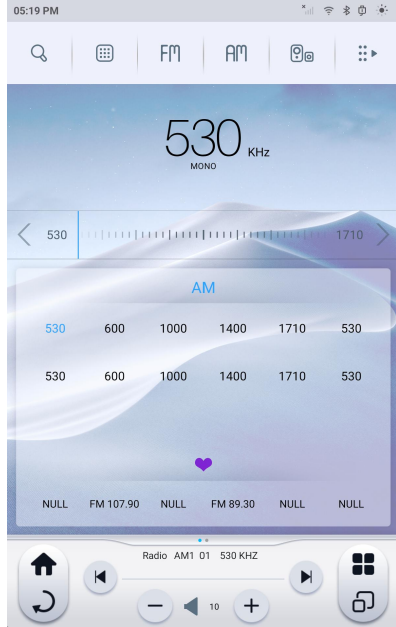 05:19 PM
FM AM
530 KHz
MONO
530 1710
AM
530 600 1000 1400 1710 530
530 600 1000 1400 1710 530
NULL FM 107.90 NULL FM 89.30 NULL NULL
Radio AM1 01 530 KHZ
10